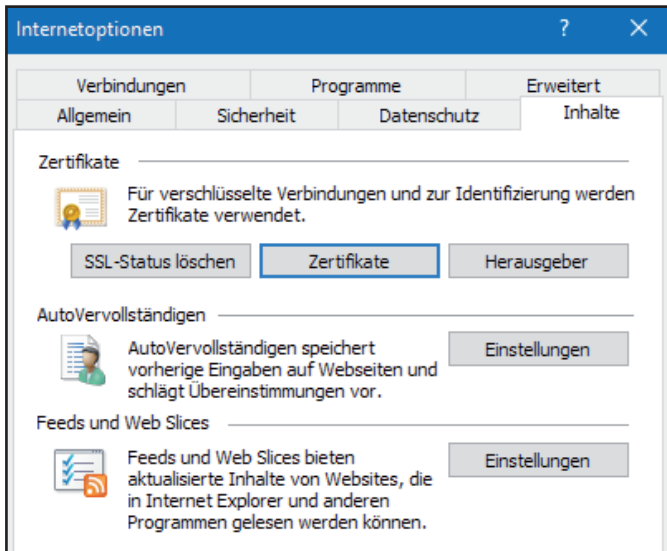 Internetoptionen ? ✕
Verbindungen Programme Erweitert
Allgemein Sicherheit Datenschutz Inhalte
Zertifikate
Für verschlüsselte Verbindungen und zur Identifizierung werden
Zertifikate verwendet.
SSL-Status löschen Zertifikate Herausgeber
AutoVervollständigen
AutoVervollständigen speichert
vorherige Eingaben auf Webseiten und
schlägt Übereinstimmungen vor.
Einstellungen
Feeds und Web Slices
Feeds und Web Slices bieten
aktualisierte Inhalte von Websites, die
in Internet Explorer und anderen
Programmen gelesen werden können.
Einstellungen